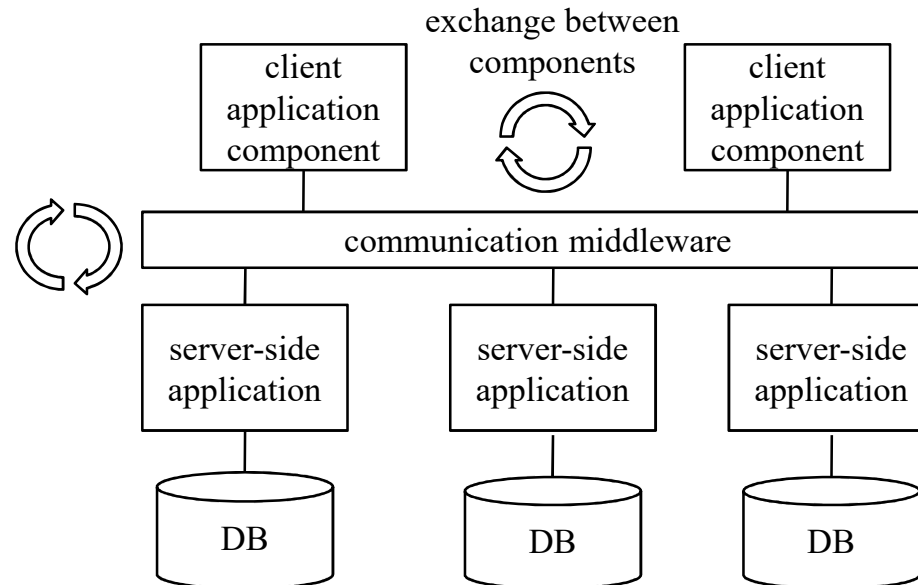 exchange between
components
client
application
component
client
application
component
communication middleware
server-side
application
server-side
application
server-side
application
DB
DB
DB